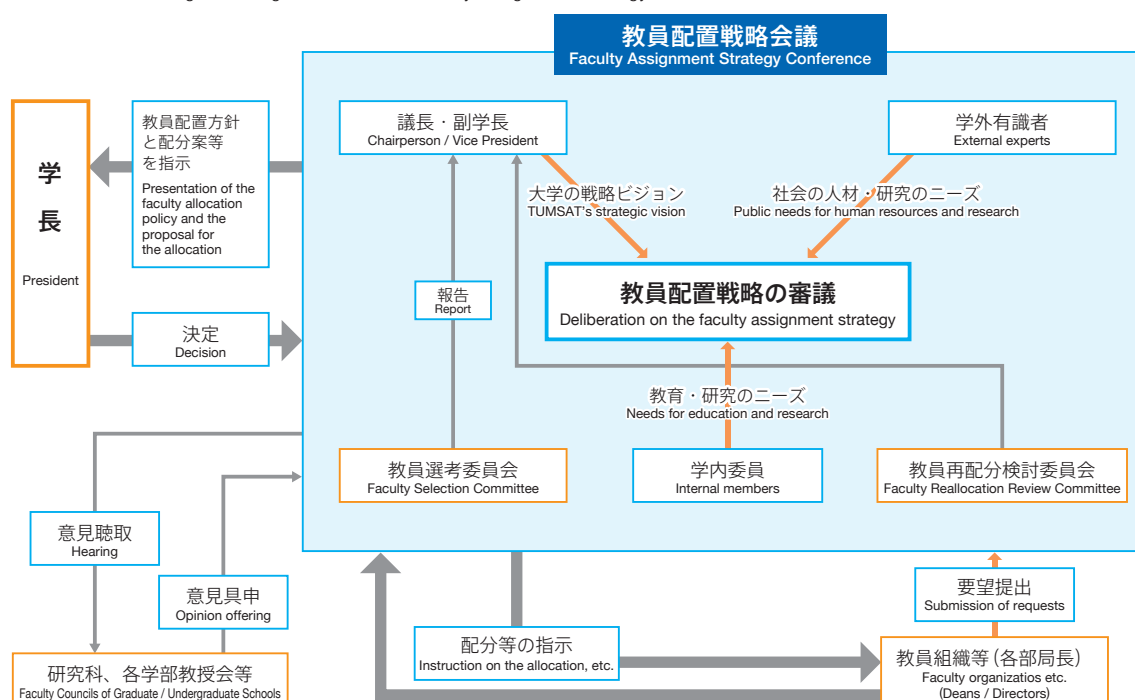 教員配置戦略会議
Faculty Assignment Strategy Conference
学
長
President
教員配置方針
と配分案等
を指示
Presentation of the
faculty allocation
policy and the
proposal for
the allocation
決定
Decision
議長・副学長
Chairperson / Vice President
学外有識者
External experts
大学の戦略ビジョン
TUMSAT's strategic vision
社会の人材・研究のニーズ
Public needs for human resources and research
報告
Report
教員配置戦略の審議
Deliberation on the faculty assignment strategy
教育・研究のニーズ
Needs for education and research
教員選考委員会
Faculty Selection Committee
学内委員
Internal members
教員再配分検討委員会
Faculty Reallocation Review Committee
意見聴取
Hearing
意見具申
Opinion offering
要望提出
Submission of requests
配分等の指示
Instruction on the allocation, etc.
研究科、各学部教授会等
Faculty Councils of Graduate / Undergraduate Schools
教員組織等(各部局長)
Faculty organizatios etc.
(Deans / Directors)